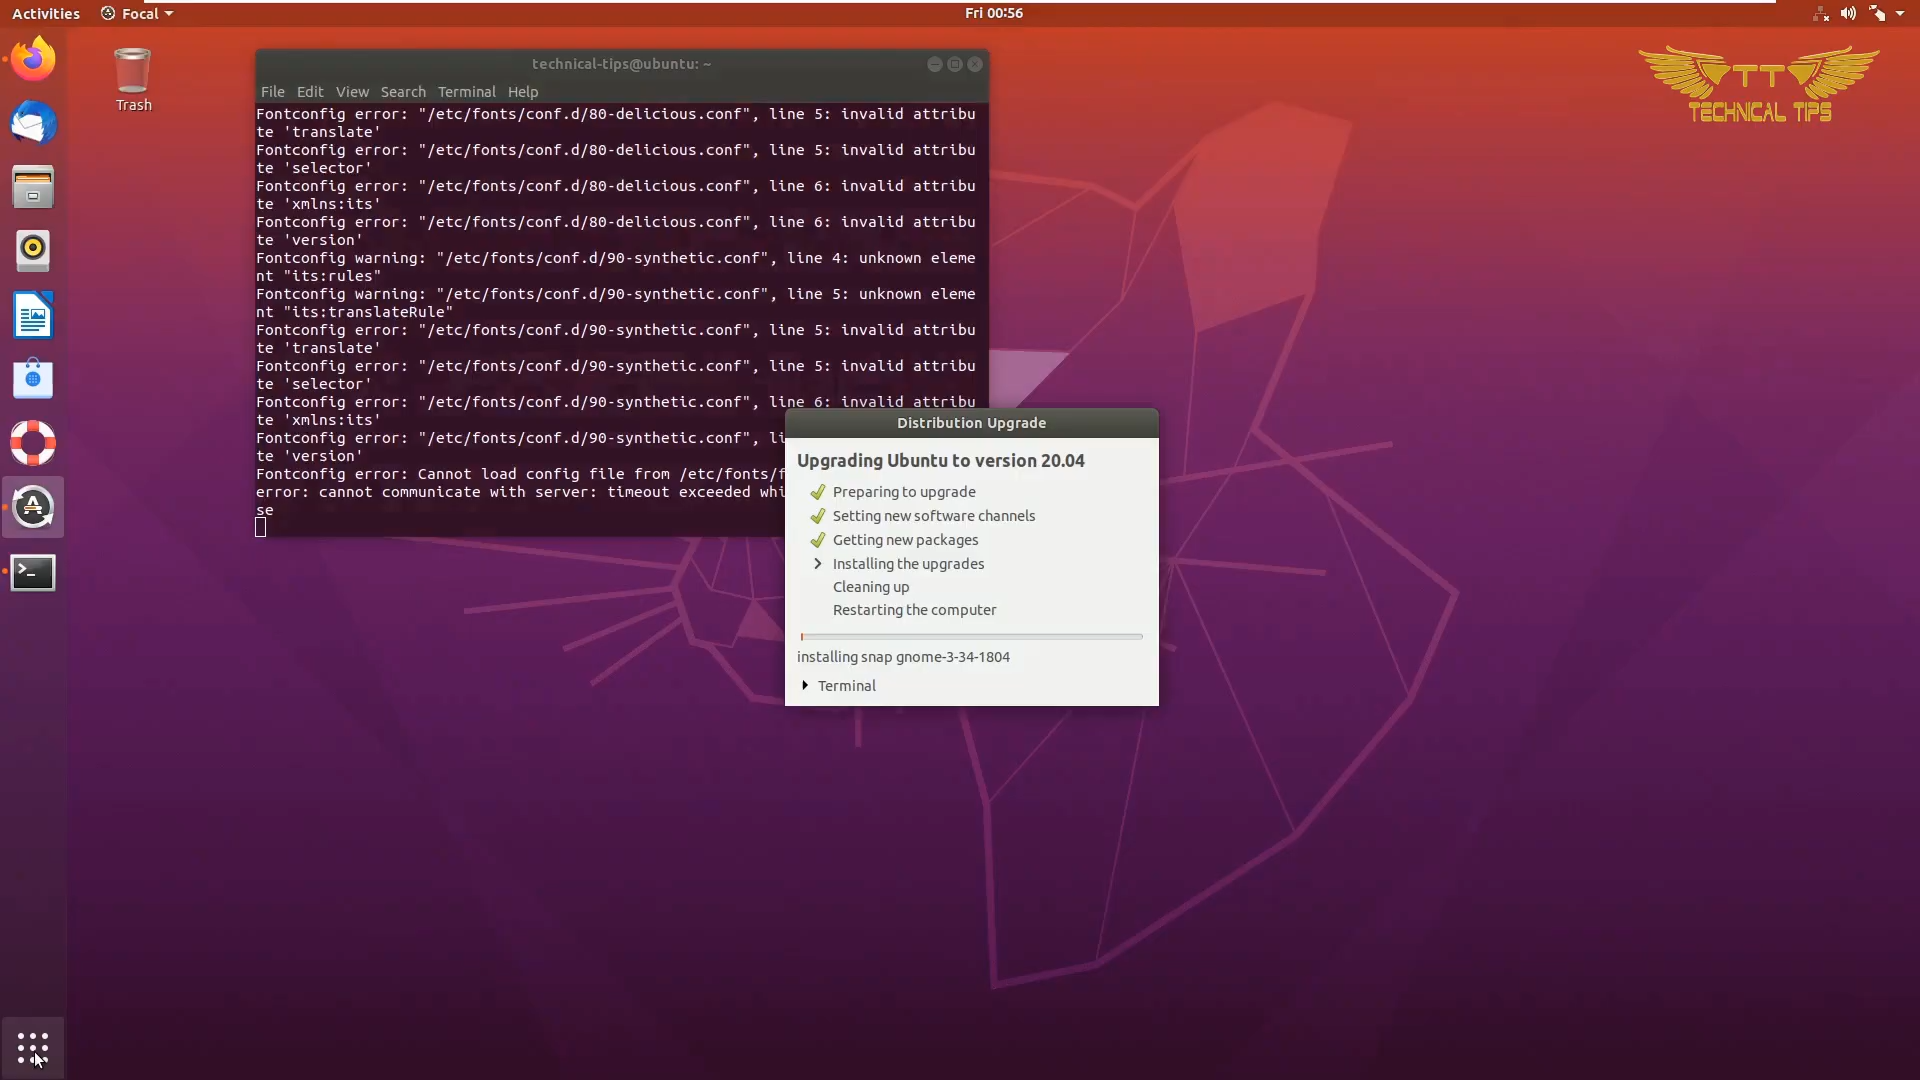 Activities
Focal
Fri 00:56
Trash
TT
TECHNICAL TIPS
technical-tips@ubuntu: ~
File Edit View Search Terminal Help
Fontconfig error: "/etc/fonts/conf.d/80-delicious.conf", line 5: invalid attribu
te 'translate'
Fontconfig error: "/etc/fonts/conf.d/80-delicious.conf", line 5: invalid attribu
te 'selector'
Fontconfig error: "/etc/fonts/conf.d/80-delicious.conf", line 6: invalid attribu
te 'xmlns:its'
Fontconfig error: "/etc/fonts/conf.d/80-delicious.conf", line 6: invalid attribu
te 'version'
Fontconfig warning: "/etc/fonts/conf.d/90-synthetic.conf", line 4: unknown eleme
nt "its:rules"
Fontconfig warning: "/etc/fonts/conf.d/90-synthetic.conf", line 5: unknown eleme
nt "its:translateRule"
Fontconfig error: "/etc/fonts/conf.d/90-synthetic.conf", line 5: invalid attribu
te 'translate'
Fontconfig error: "/etc/fonts/conf.d/90-synthetic.conf", line 5: invalid attribu
te 'selector'
Fontconfig error: "/etc/fonts/conf.d/90-synthetic.conf", line 6: invalid attribu
te 'xmlns:its'
Fontconfig error: "/etc/fonts/conf.d/90-synthetic.conf", li
te 'version'
Fontconfig error: Cannot load config file from /etc/fonts/f
error: cannot communicate with server: timeout exceeded whi
se
Distribution Upgrade
Upgrading Ubuntu to version 20.04
Preparing to upgrade
Setting new software channels
Getting new packages
Installing the upgrades
Cleaning up
Restarting the computer
installing snap gnome-3-34-1804
Terminal